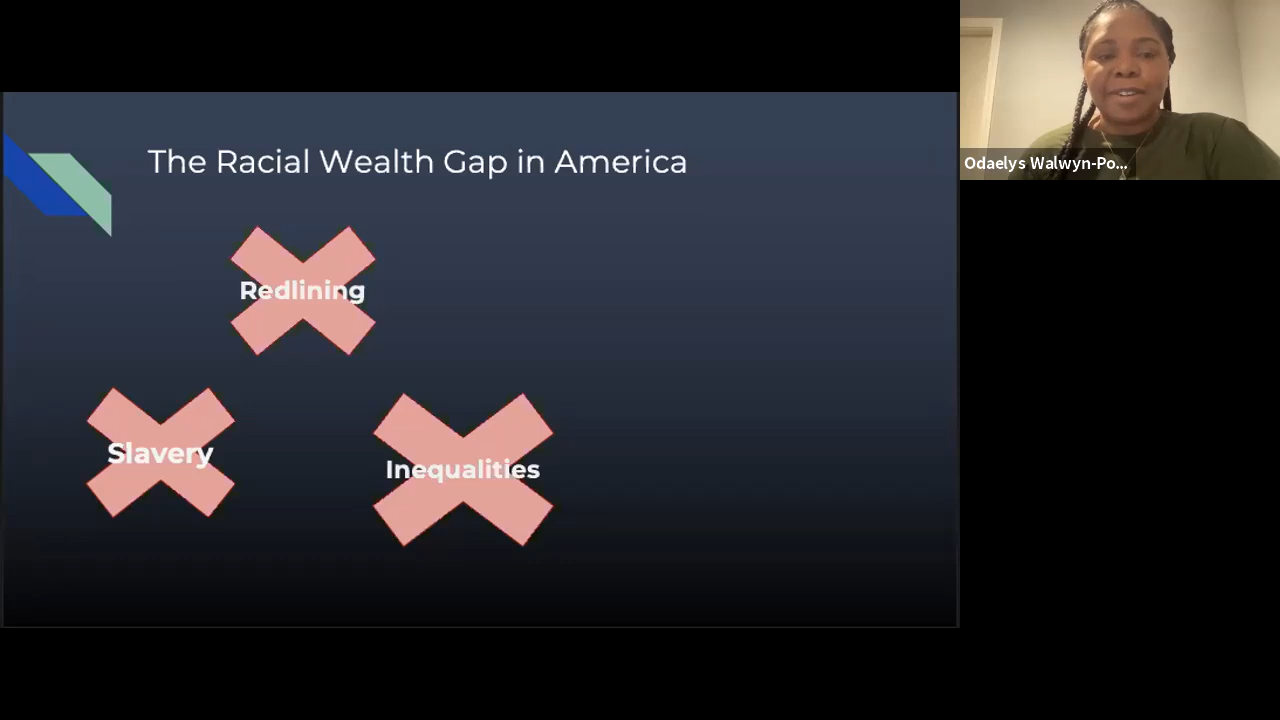 The Racial Wealth Gap in America
Redlining
Slavery
Inequalities
Odaelys Walwyn-Po...